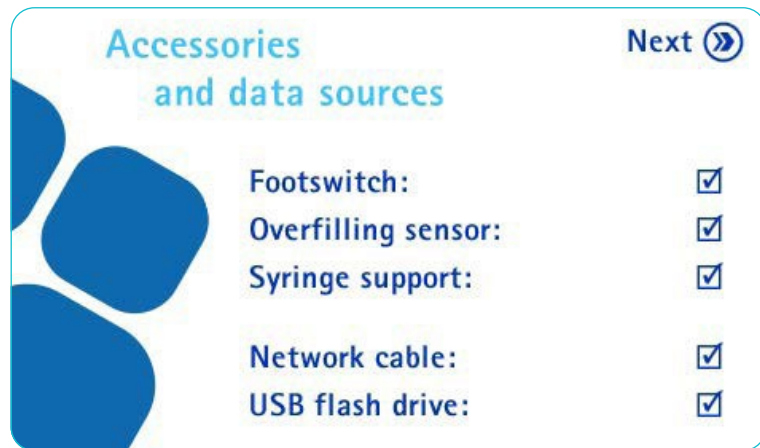 Accessories
and data sources
Next
Footswitch: ☑
Overfilling sensor: ☑
Syringe support: ☑
Network cable: ☑
USB flash drive: ☑